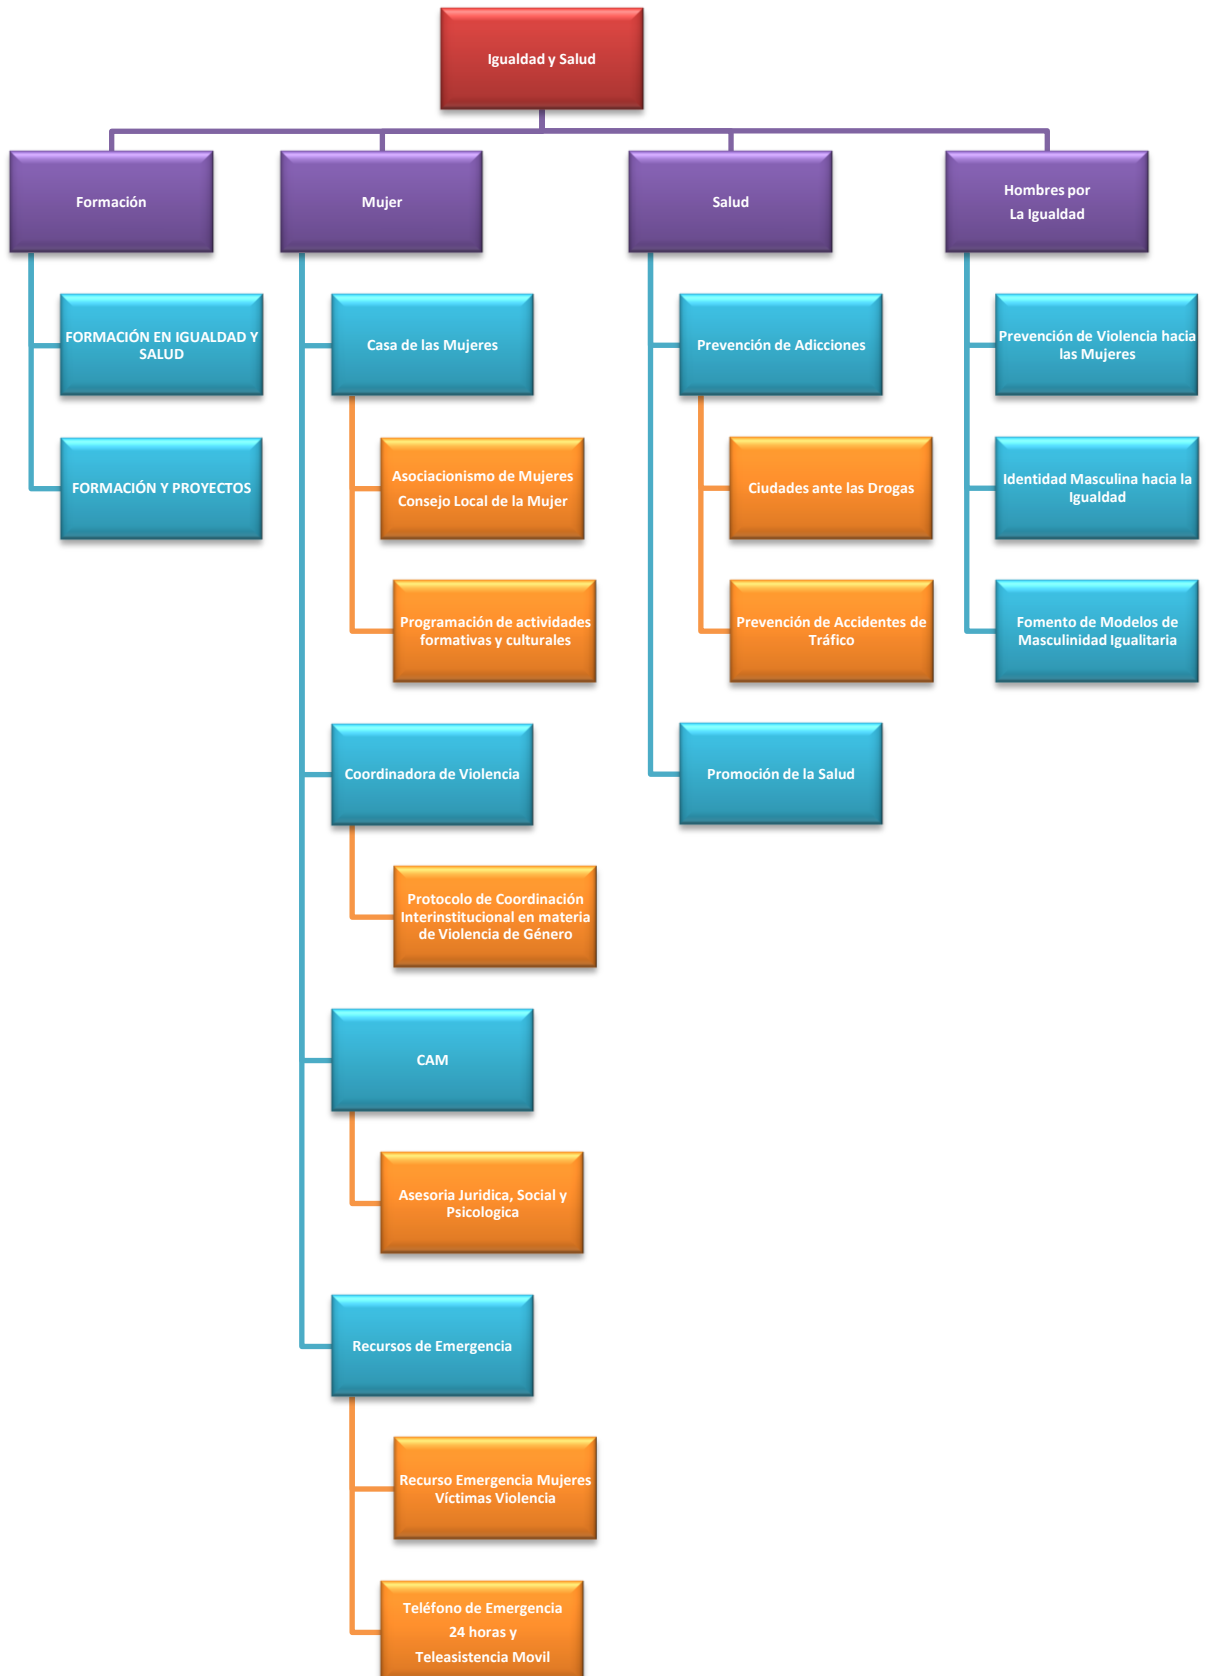 Igualdad y Salud
Formación
Mujer
Salud
Hombres por
La Igualdad
FORMACIÓN EN IGUALDAD Y
SALUD
Casa de las Mujeres
Prevención de Adicciones
Prevención de Violencia hacia
las Mujeres
FORMACIÓN Y PROYECTOS
Asociacionismo de Mujeres
Consejo Local de la Mujer
Ciudades ante las Drogas
Identidad Masculina hacia la
Igualdad
Programación de actividades
formativas y culturales
Prevención de Accidentes de
Tráfico
Fomento de Modelos de
Masculinidad Igualitaria
Coordinadora de Violencia
Promoción de la Salud
Protocolo de Coordinación
Interinstitucional en materia
de Violencia de Género
CAM
Asesoria Juridica, Social y
Psicologica
Recursos de Emergencia
Recurso Emergencia Mujeres
Víctimas Violencia
Teléfono de Emergencia
24 horas y
Teleasistencia Movil